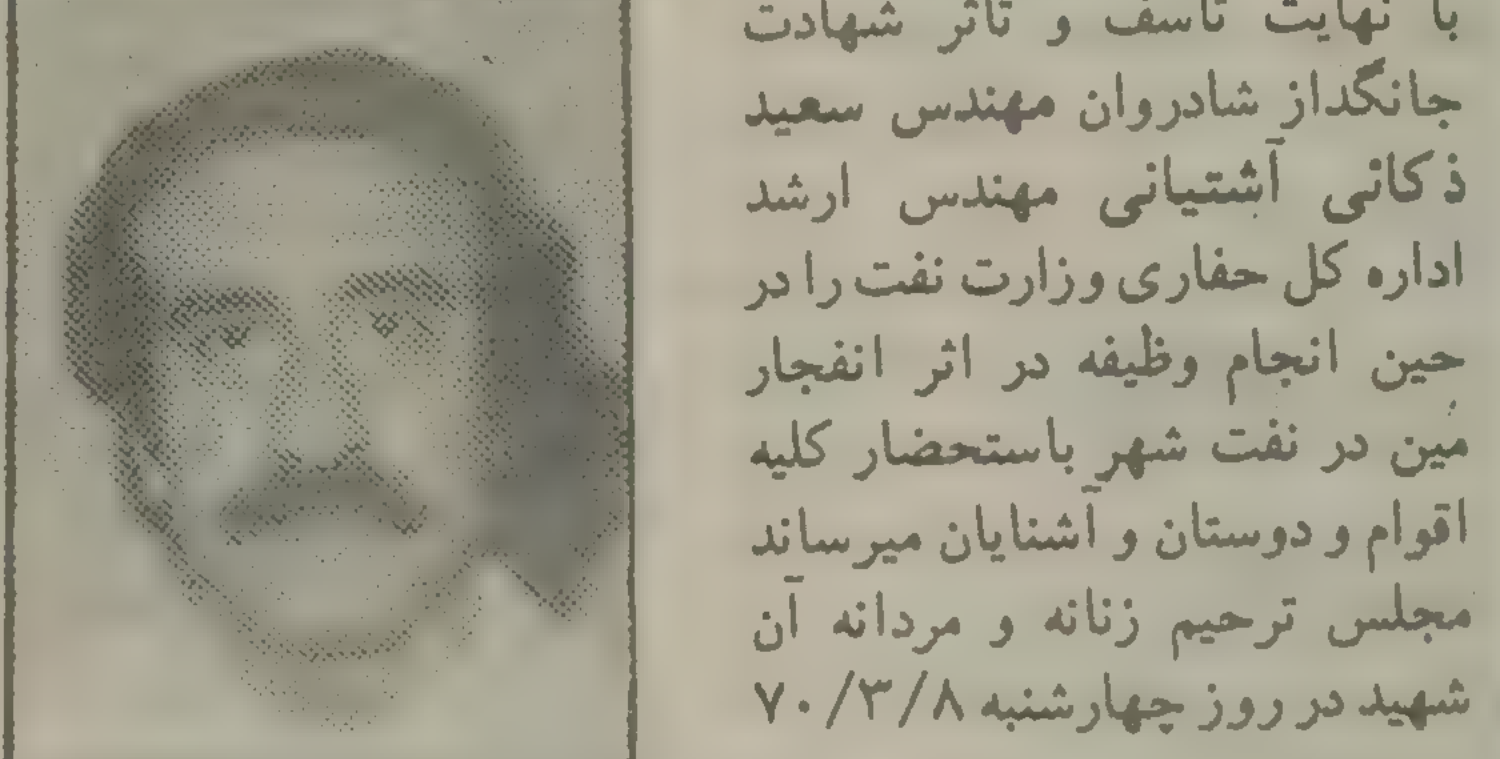 با نهایت تاسف و تاثر شهادت
جانگداز شادروان مهندس سعید
ذکائی آشتیانی مهندس ارشد
اداره کل حفاری وزارت نفت را در
حین انجام وظیفه در اثر انفجار
مین در نفت شهر باستحضار کلیه
اقوام و دوستان و آشنایان میرساند
مجلس ترحیم زنانه و مردانه آن
شهید در روز چهارشنبه ۷۰/۳/۸